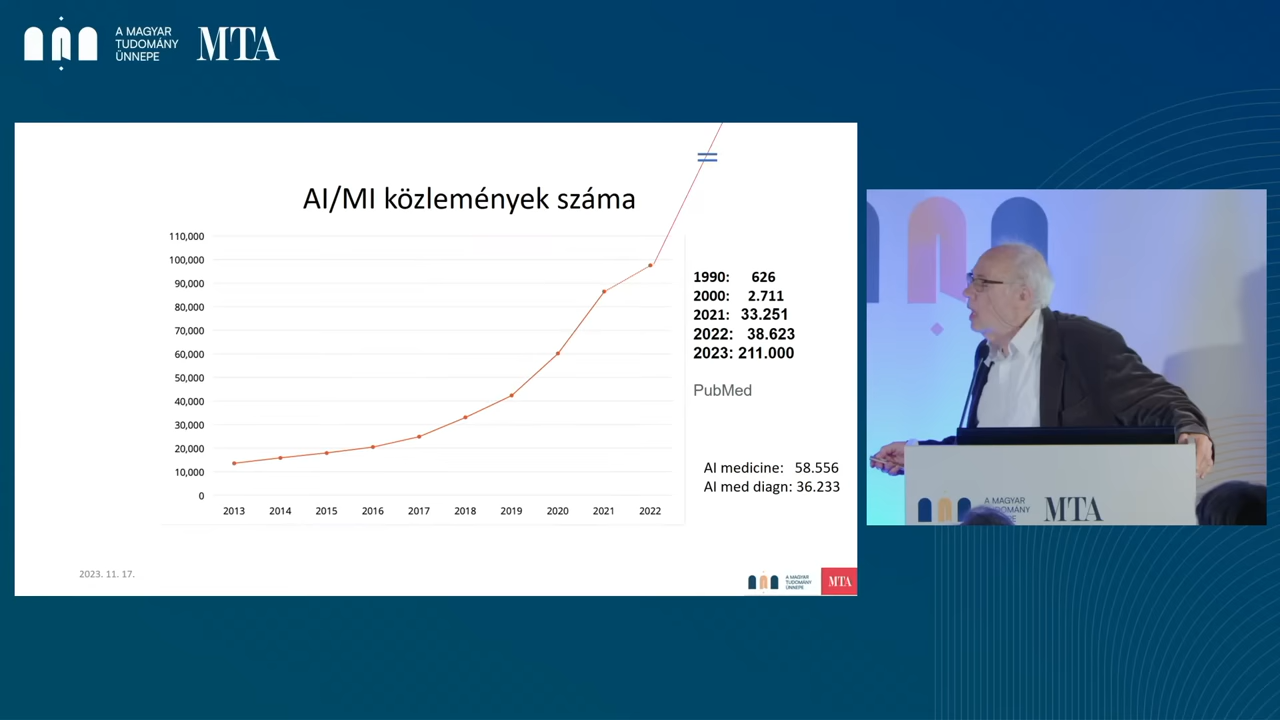 A MAGYAR
TUDOMÁNY
ÜNNEPE
MTA
AI/MI közlemények száma
110,000
100,000
90,000
80,000
70,000
60,000
50,000
40,000
30,000
20,000
10,000
0
2013 2014 2015 2016 2017 2018 2019 2020 2021 2022
1990: 626
2000: 2.711
2021: 33.251
2022: 38.623
2023: 211.000
PubMed
AI medicine: 58.556
AI med diagn: 36.233
2023. 11. 17.
A MAGYAR
TUDOMÁNY
ÜNNEPE
MTA
A MAGYAR
TUDOMÁNY
ÜNNEPE
MTA